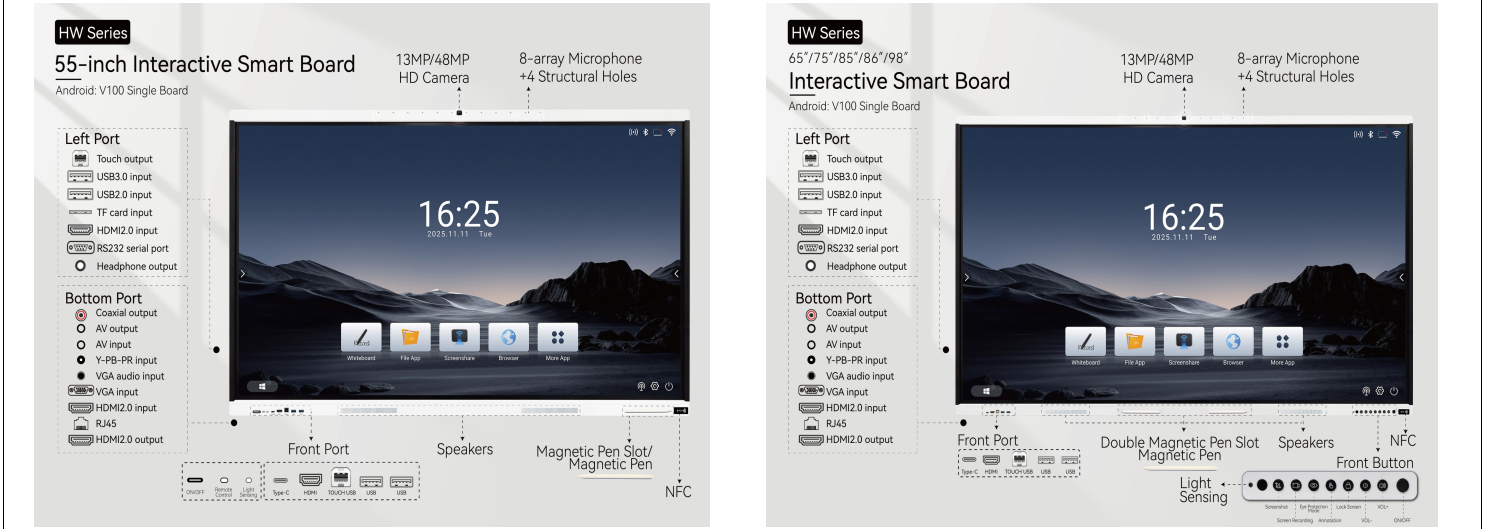 HW Series
55-inch Interactive Smart Board
Android: V100 Single Board
13MP/48MP
HD Camera
8-array Microphone
+4 Structural Holes
Left Port
Touch output
USB3.0 input
USB2.0 input
TF card input
HDMI2.0 input
RS232 serial port
Headphone output
Bottom Port
Coaxial output
AV output
AV input
Y-PB-PR input
VGA audio input
VGA input
HDMI2.0 input
RJ45
HDMI2.0 output
16:25
2025.11.11 Tue
Whiteboard
File App
Screenshare
Browser
More App
Front Port
Speakers
Magnetic Pen Slot/
Magnetic Pen
NFC
ON/OFF
Remote
Control
Light
Sensing
Type-C
HDMI
TOUCH USB
USB
USB
HW Series
65"/75"/85"/86"/98"
Interactive Smart Board
Android: V100 Single Board
13MP/48MP
HD Camera
8-array Microphone
+4 Structural Holes
Left Port
Touch output
USB3.0 input
USB2.0 input
TF card input
HDMI2.0 input
RS232 serial port
Headphone output
Bottom Port
Coaxial output
AV output
AV input
Y-PB-PR input
VGA audio input
VGA input
HDMI2.0 input
RJ45
HDMI2.0 output
16:25
2025.11.11 Tue
Whiteboard
File App
Screenshare
Browser
More App
Front Port
Double Magnetic Pen Slot
Magnetic Pen
Speakers
NFC
Front Button
Type-C
HDMI
TOUCH USB
USB
USB
Light
Sensing
Screenshot
Eye Protection
Mode
Lock Screen
VOL+
Screen Recording
Annotation
VOL-
ON/OFF